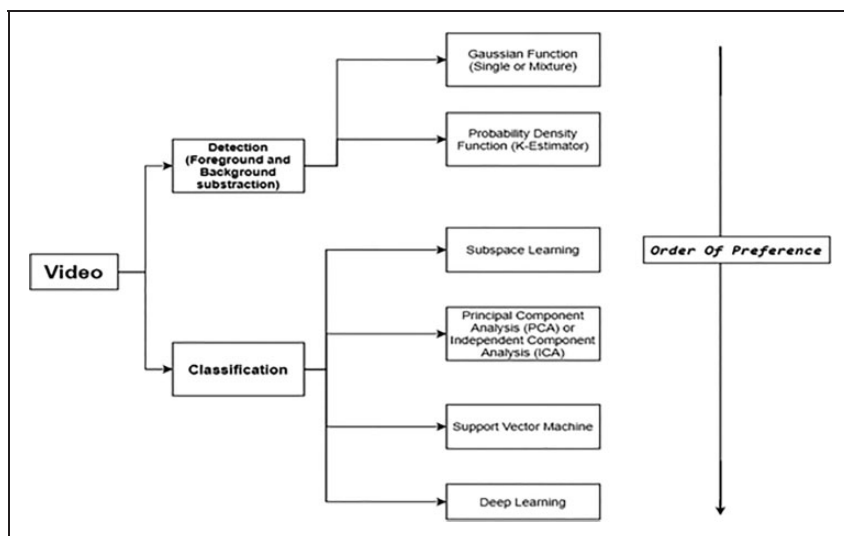 Gaussian Function
(Single or Mixture)
Probability Density
Function (K-Estimator)
Detection
(Foreground and
Background
substraction)
Subspace Learning
Order Of Preference
Video
Principal Component
Analysis (PCA) or
Independent Component
Analysis (ICA)
Classification
Support Vector Machine
Deep Learning